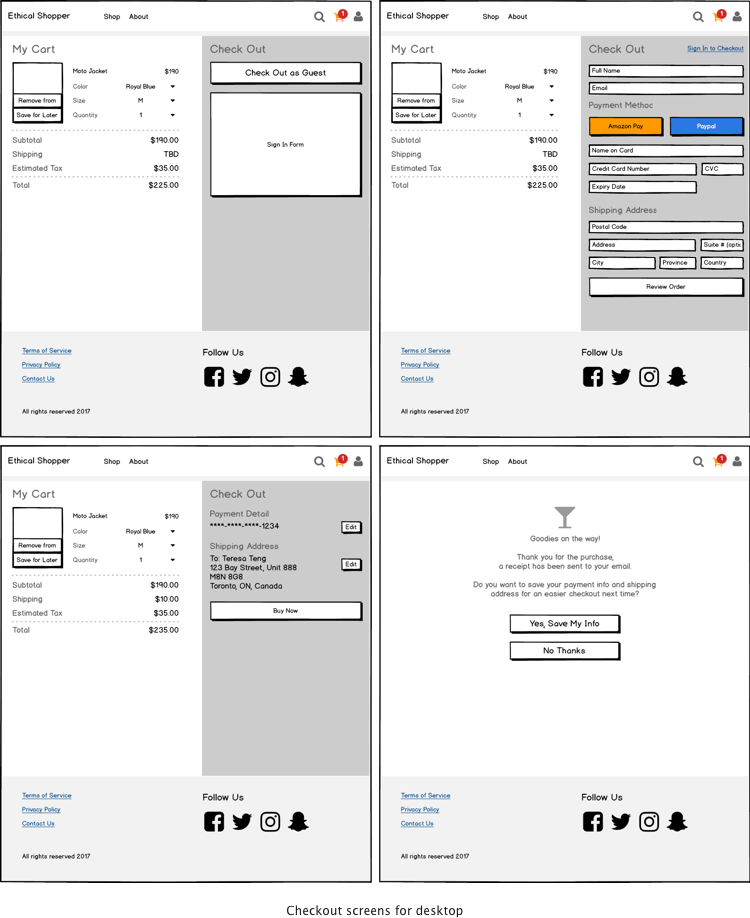 Ethical Shopper Shop About 1
My Cart
Moto Jacket $190
Color Royal Blue
Remove from Size M
Save for Later Quantity 1
Subtotal $190.00
Shipping TBD
Estimated Tax $35.00
Total $225.00
Check Out
Check Out as Guest
Sign In Form
Terms of Service
Privacy Policy
Contact Us
Follow Us
All rights reserved 2017
Ethical Shopper Shop About 1
My Cart
Moto Jacket $190
Color Royal Blue
Remove from Size M
Save for Later Quantity 1
Subtotal $190.00
Shipping TBD
Estimated Tax $35.00
Total $225.00
Check Out Sign In to Checkout
Full Name
Email
Payment Methoc
Amazon Pay Paypal
Name on Card
Credit Card Number CVC
Expiry Date
Shipping Address
Postal Code
Address Suite # (optic
City Province Country
Review Order
Terms of Service
Privacy Policy
Contact Us
Follow Us
All rights reserved 2017
Ethical Shopper Shop About 1
My Cart
Moto Jacket $190
Color Royal Blue
Remove from Size M
Save for Later Quantity 1
Subtotal $190.00
Shipping $10.00
Estimated Tax $35.00
Total $235.00
Check Out
Payment Detail
****-****-****-1234 Edit
Shipping Address
To: Teresa Teng Edit
123 Bay Street, Unit 888
M8N 8G8
Toronto, ON, Canada
Buy Now
Terms of Service
Privacy Policy
Contact Us
Follow Us
All rights reserved 2017
Ethical Shopper Shop About 1
Goodies on the way!
Thank you for the purchase,
a receipt has been sent to your email.
Do you want to save your payment info and shipping
address for an easier checkout next time?
Yes, Save My Info
No Thanks
Terms of Service
Privacy Policy
Contact Us
Follow Us
All rights reserved 2017
Checkout screens for desktop